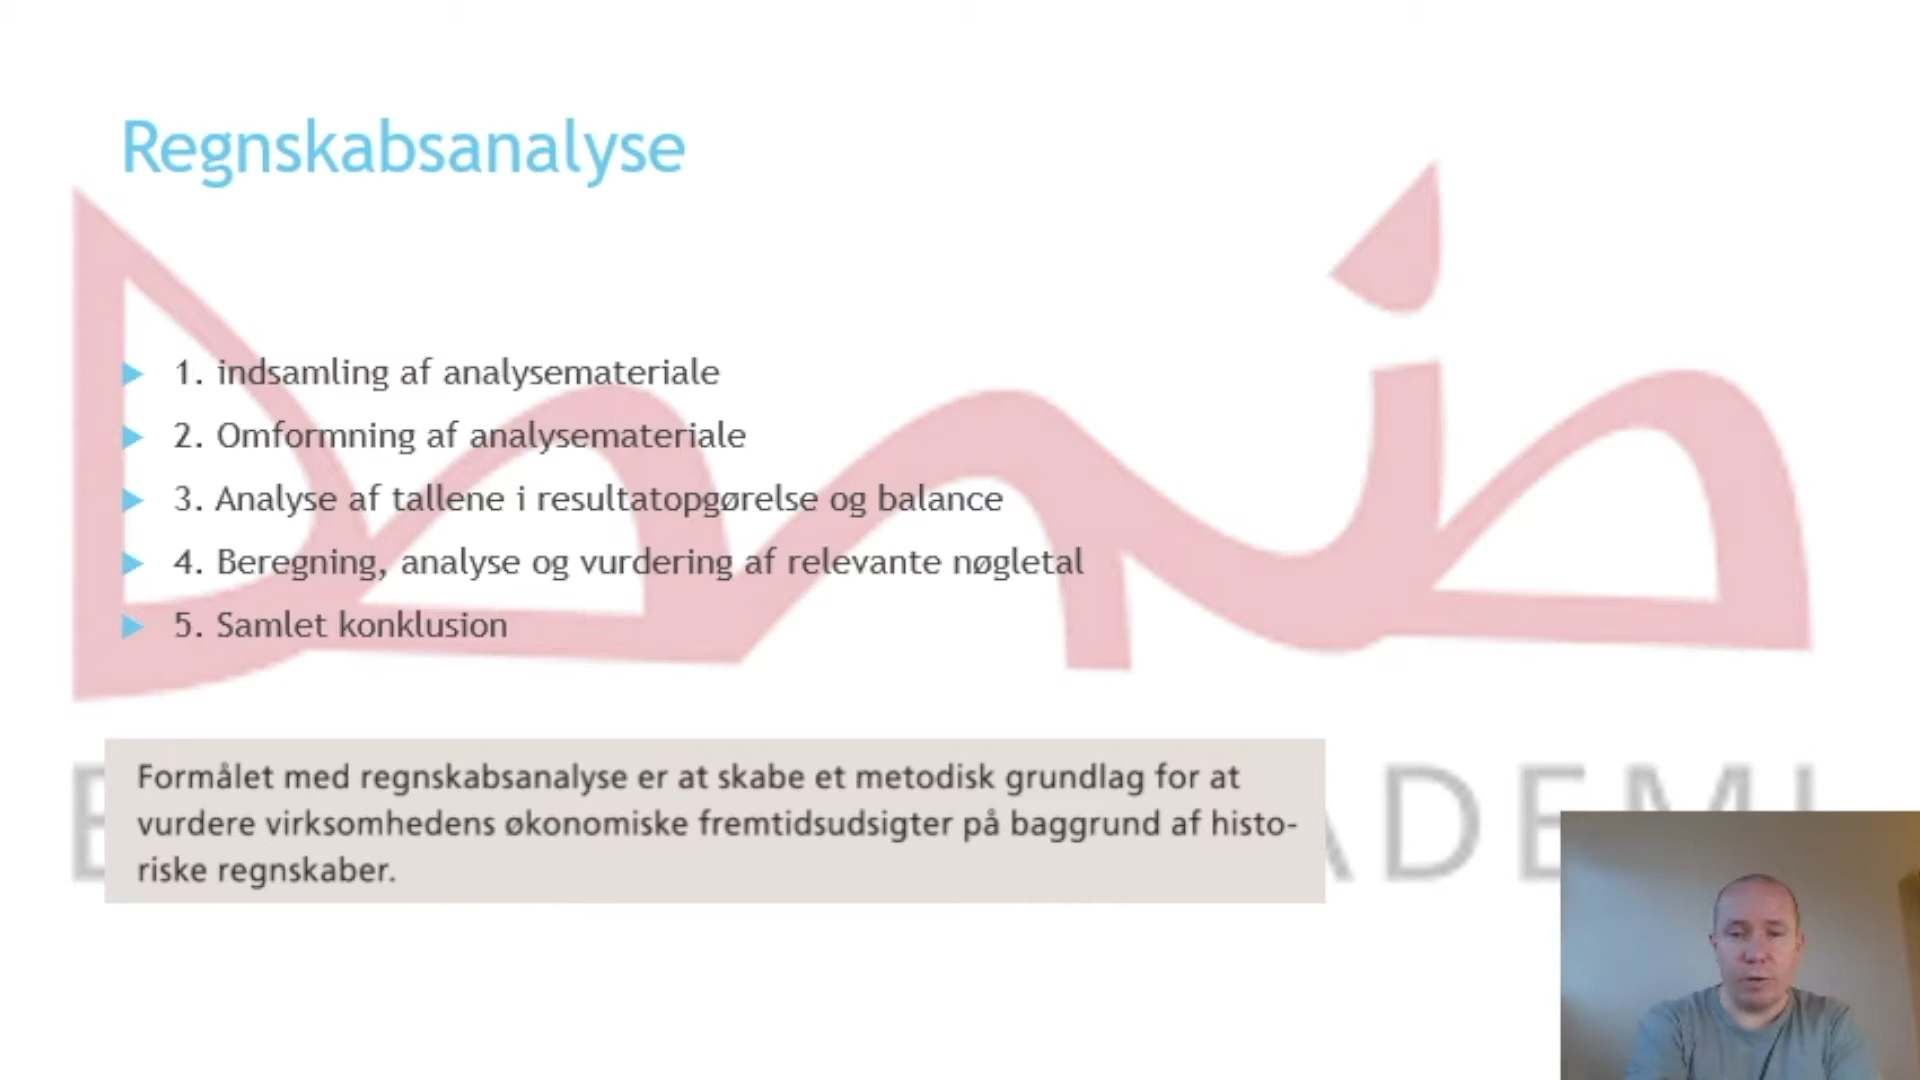 Regnskabsanalyse
1. indsamling af analysemateriale
2. Omformning af analysemateriale
3. Analyse af tallene i resultatopgørelse og balance
4. Beregning, analyse og vurdering af relevante nøgletal
5. Samlet konklusion
Formålet med regnskabsanalyse er at skabe et metodisk grundlag for at
vurdere virksomhedens økonomiske fremtidsudsigter på baggrund af histo-
riske regnskaber.